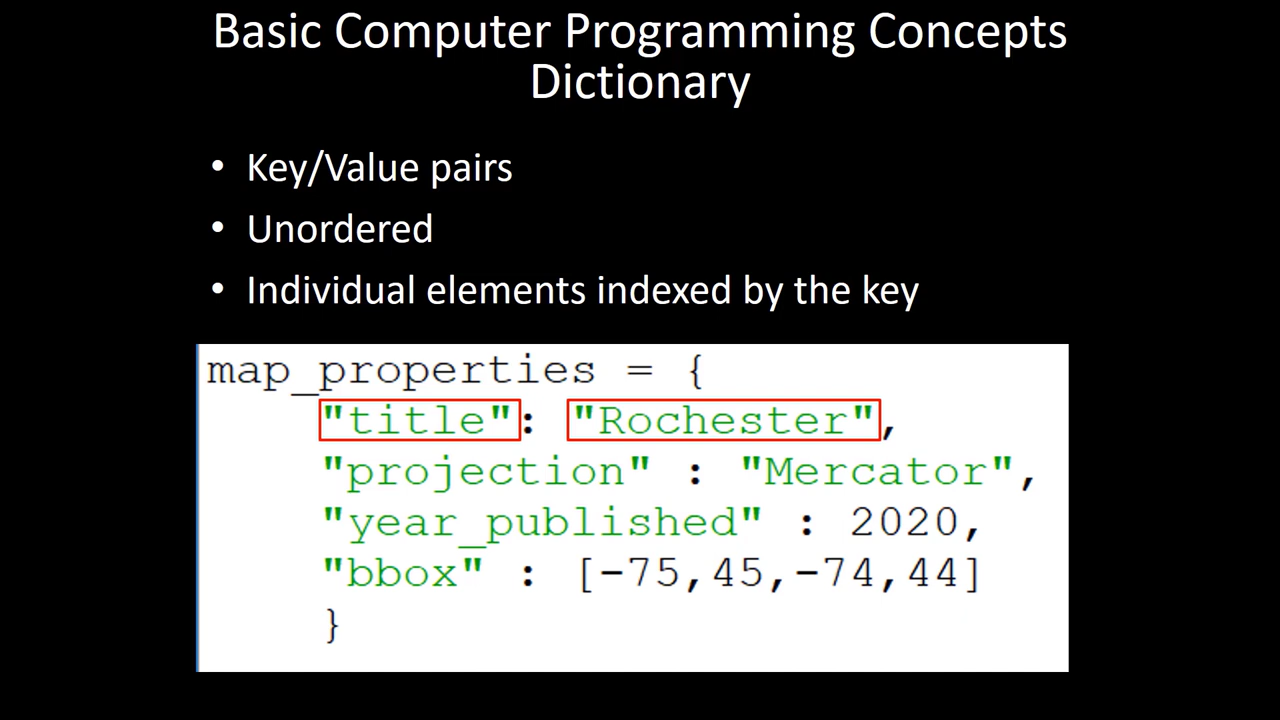 Basic Computer Programming Concepts
Dictionary
• Key/Value pairs
• Unordered
• Individual elements indexed by the key
map_properties = {
"title": "Rochester",
"projection" : "Mercator",
"year_published" : 2020,
"bbox" : [-75,45,-74,44]
}